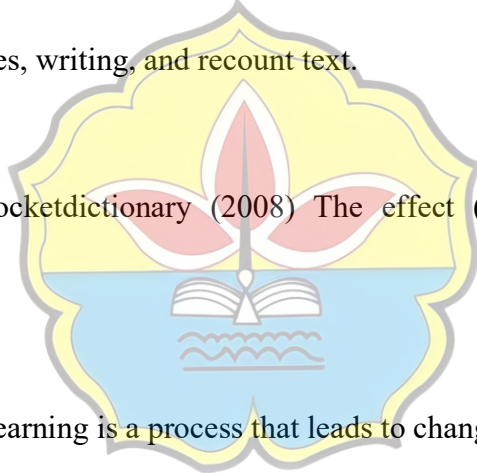 es, writing, and recount text.
ocketdictionary (2008) The effect (
earning is a process that leads to chang